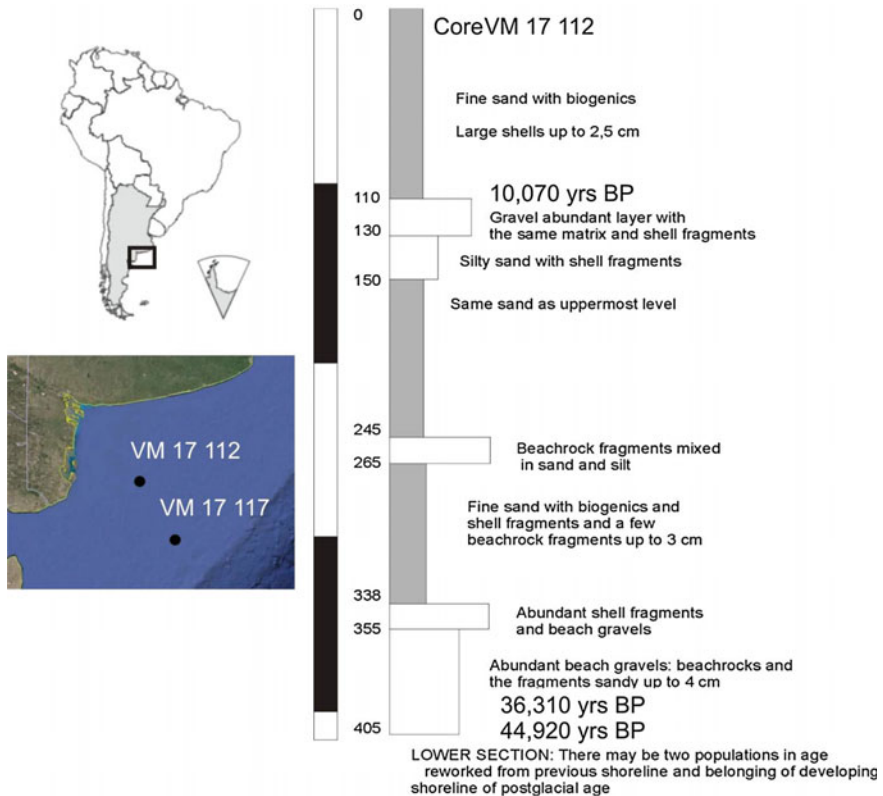 0
CoreVM 17 112
Fine sand with biogenics
Large shells up to 2,5 cm
110
10,070 yrs BP
Gravel abundant layer with
the same matrix and shell fragments
130
Silty sand with shell fragments
150
Same sand as uppermost level
VM 17 112
VM 17 117
245
Beachrock fragments mixed
in sand and silt
265
Fine sand with biogenics and
shell fragments and a few
beachrock fragments up to 3 cm
338
Abundant shell fragments
and beach gravels
355
Abundant beach gravels: beachrocks and
the fragments sandy up to 4 cm
36,310 yrs BP
44,920 yrs BP
405
LOWER SECTION: There may be two populations in age
reworked from previous shoreline and belonging of developing
shoreline of postglacial age